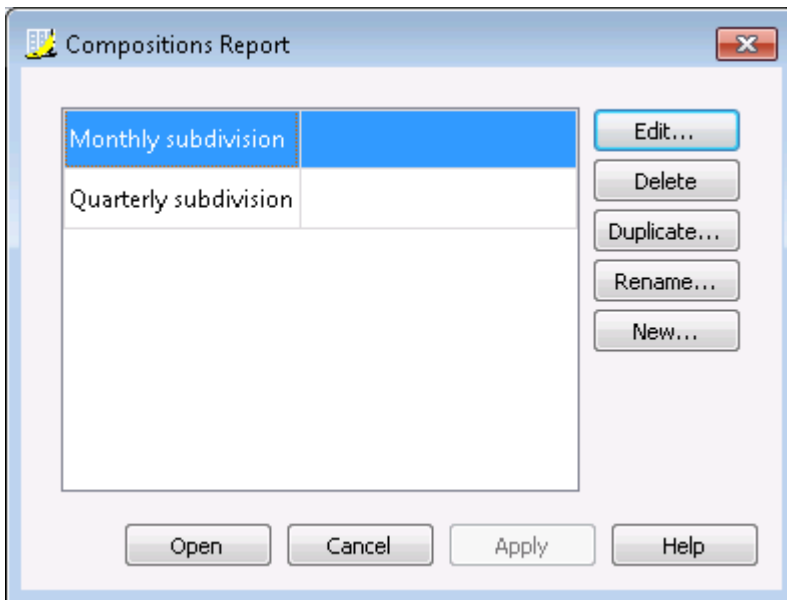 Compositions Report
Monthly subdivision
Quarterly subdivision
Edit...
Delete
Duplicate...
Rename...
New...
Open
Cancel
Apply
Help